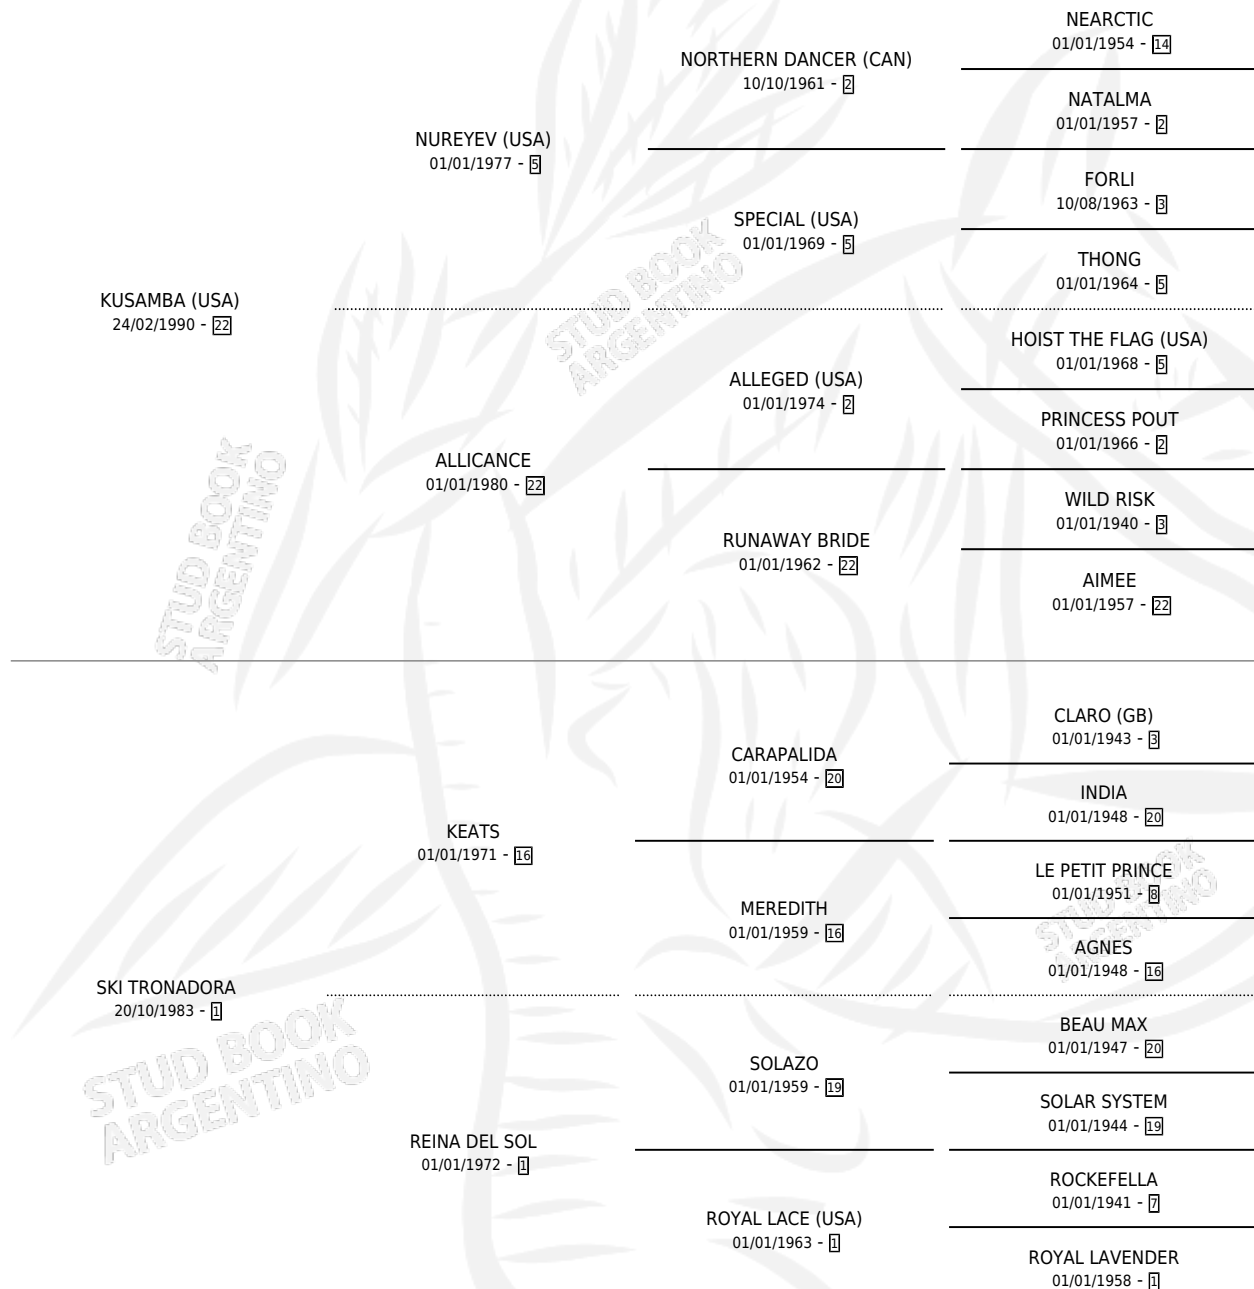 NEARCTIC
01/01/1954 - 14
NORTHERN DANCER (CAN)
10/10/1961 - 2
NATALMA
01/01/1957 - 2
NUREYEV (USA)
01/01/1977 - 5
FORLI
10/08/1963 - 3
SPECIAL (USA)
01/01/1969 - 5
THONG
01/01/1964 - 5
KUSAMBA (USA)
24/02/1990 - 22
HOIST THE FLAG (USA)
01/01/1968 - 5
ALLEGED (USA)
01/01/1974 - 2
PRINCESS POUT
01/01/1966 - 2
ALLICANCE
01/01/1980 - 22
WILD RISK
01/01/1940 - 3
RUNAWAY BRIDE
01/01/1962 - 22
AIMEE
01/01/1957 - 22
CLARO (GB)
01/01/1943 - 3
CARAPALIDA
01/01/1954 - 20
INDIA
01/01/1948 - 20
KEATS
01/01/1971 - 16
LE PETIT PRINCE
01/01/1951 - 8
MEREDITH
01/01/1959 - 16
AGNES
01/01/1948 - 16
SKI TRONADORA
20/10/1983 - 1
BEAU MAX
01/01/1947 - 20
SOLAZO
01/01/1959 - 19
SOLAR SYSTEM
01/01/1944 - 19
REINA DEL SOL
01/01/1972 - 1
ROCKEFELLA
01/01/1941 - 7
ROYAL LACE (USA)
01/01/1963 - 1
ROYAL LAVENDER
01/01/1958 - 1
STUD BOOK
ARGENTINO
STUD BOOK
ARGENTINO
STUD BOOK
ARGENTINO
STUD BOOK
ARGENTINO